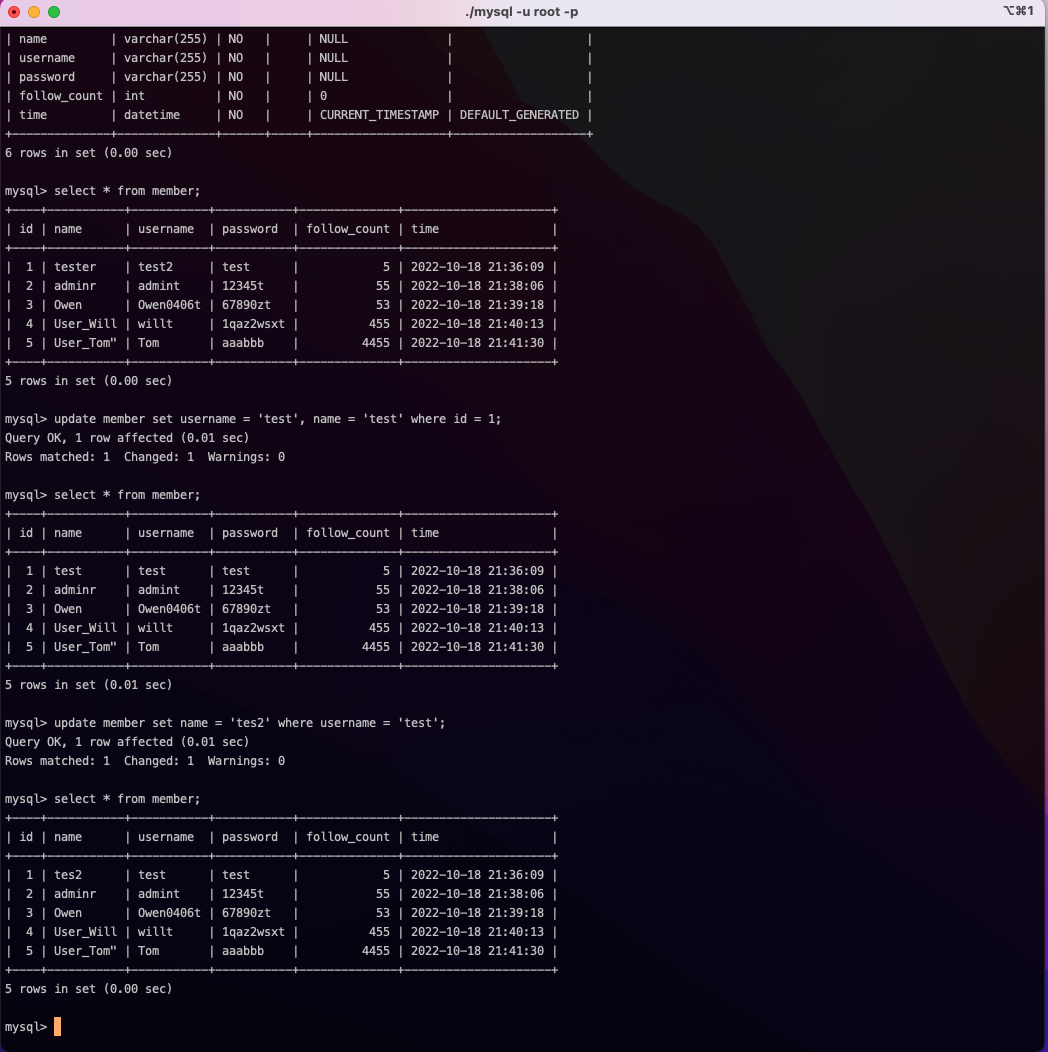 ./mysql -u root -p
⌥⌘1
| name         | varchar(255) | NO   |     | NULL              |                   |
| username     | varchar(255) | NO   |     | NULL              |                   |
| password     | varchar(255) | NO   |     | NULL              |                   |
| follow_count | int          | NO   |     | 0                 |                   |
| time         | datetime     | NO   |     | CURRENT_TIMESTAMP | DEFAULT_GENERATED |
+--------------+--------------+------+-----+-------------------+-------------------+
6 rows in set (0.00 sec)
mysql> select * from member;
+----+-----------+-----------+-----------+--------------+---------------------+
| id | name      | username  | password  | follow_count | time                |
+----+-----------+-----------+-----------+--------------+---------------------+
|  1 | tester    | test2     | test      |            5 | 2022-10-18 21:36:09 |
|  2 | adminr    | admint    | 12345t    |           55 | 2022-10-18 21:38:06 |
|  3 | Owen      | Owen0406t | 67890zt   |           53 | 2022-10-18 21:39:18 |
|  4 | User_Will | willt     | 1qaz2wsxt |          455 | 2022-10-18 21:40:13 |
|  5 | User_Tom" | Tom       | aaabbb    |         4455 | 2022-10-18 21:41:30 |
+----+-----------+-----------+-----------+--------------+---------------------+
5 rows in set (0.00 sec)
mysql> update member set username = 'test', name = 'test' where id = 1;
Query OK, 1 row affected (0.01 sec)
Rows matched: 1  Changed: 1  Warnings: 0
mysql> select * from member;
+----+-----------+-----------+-----------+--------------+---------------------+
| id | name      | username  | password  | follow_count | time                |
+----+-----------+-----------+-----------+--------------+---------------------+
|  1 | test      | test      | test      |            5 | 2022-10-18 21:36:09 |
|  2 | adminr    | admint    | 12345t    |           55 | 2022-10-18 21:38:06 |
|  3 | Owen      | Owen0406t | 67890zt   |           53 | 2022-10-18 21:39:18 |
|  4 | User_Will | willt     | 1qaz2wsxt |          455 | 2022-10-18 21:40:13 |
|  5 | User_Tom" | Tom       | aaabbb    |         4455 | 2022-10-18 21:41:30 |
+----+-----------+-----------+-----------+--------------+---------------------+
5 rows in set (0.01 sec)
mysql> update member set name = 'tes2' where username = 'test';
Query OK, 1 row affected (0.01 sec)
Rows matched: 1  Changed: 1  Warnings: 0
mysql> select * from member;
+----+-----------+-----------+-----------+--------------+---------------------+
| id | name      | username  | password  | follow_count | time                |
+----+-----------+-----------+-----------+--------------+---------------------+
|  1 | tes2      | test      | test      |            5 | 2022-10-18 21:36:09 |
|  2 | adminr    | admint    | 12345t    |           55 | 2022-10-18 21:38:06 |
|  3 | Owen      | Owen0406t | 67890zt   |           53 | 2022-10-18 21:39:18 |
|  4 | User_Will | willt     | 1qaz2wsxt |          455 | 2022-10-18 21:40:13 |
|  5 | User_Tom" | Tom       | aaabbb    |         4455 | 2022-10-18 21:41:30 |
+----+-----------+-----------+-----------+--------------+---------------------+
5 rows in set (0.00 sec)
mysql>